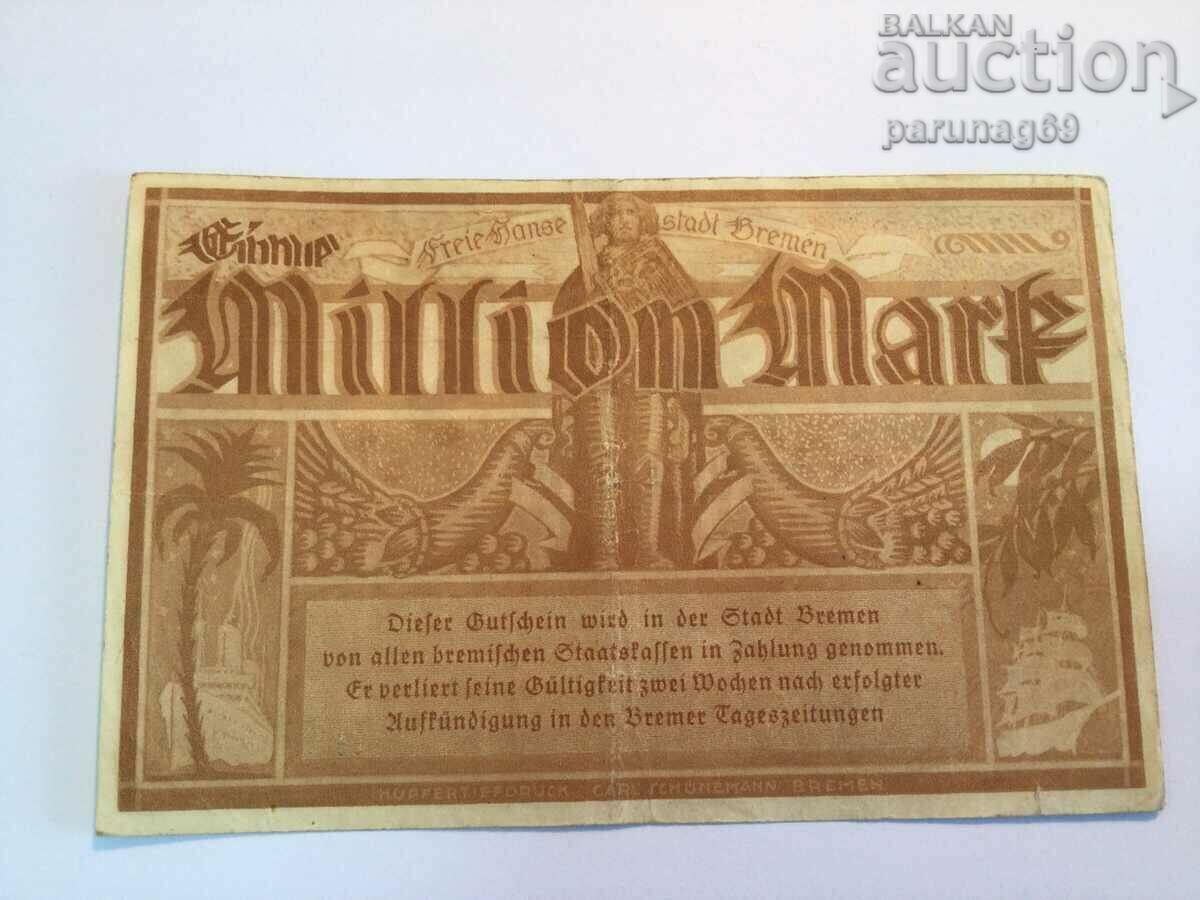 BALKAN
auction
parunag69
Eine
Freie Hansestadt Bremen
Million Mark
Dieser Gutschein wird in der Stadt Bremen
von allen bremischen Staatskassen in Zahlung genommen.
Er verliert seine Gültigkeit zwei Wochen nach erfolgter
Aufkündigung in den Bremer Tageszeitungen
KUPFERTIEFDRUCK CARL SCHÜNEMANN BREMEN